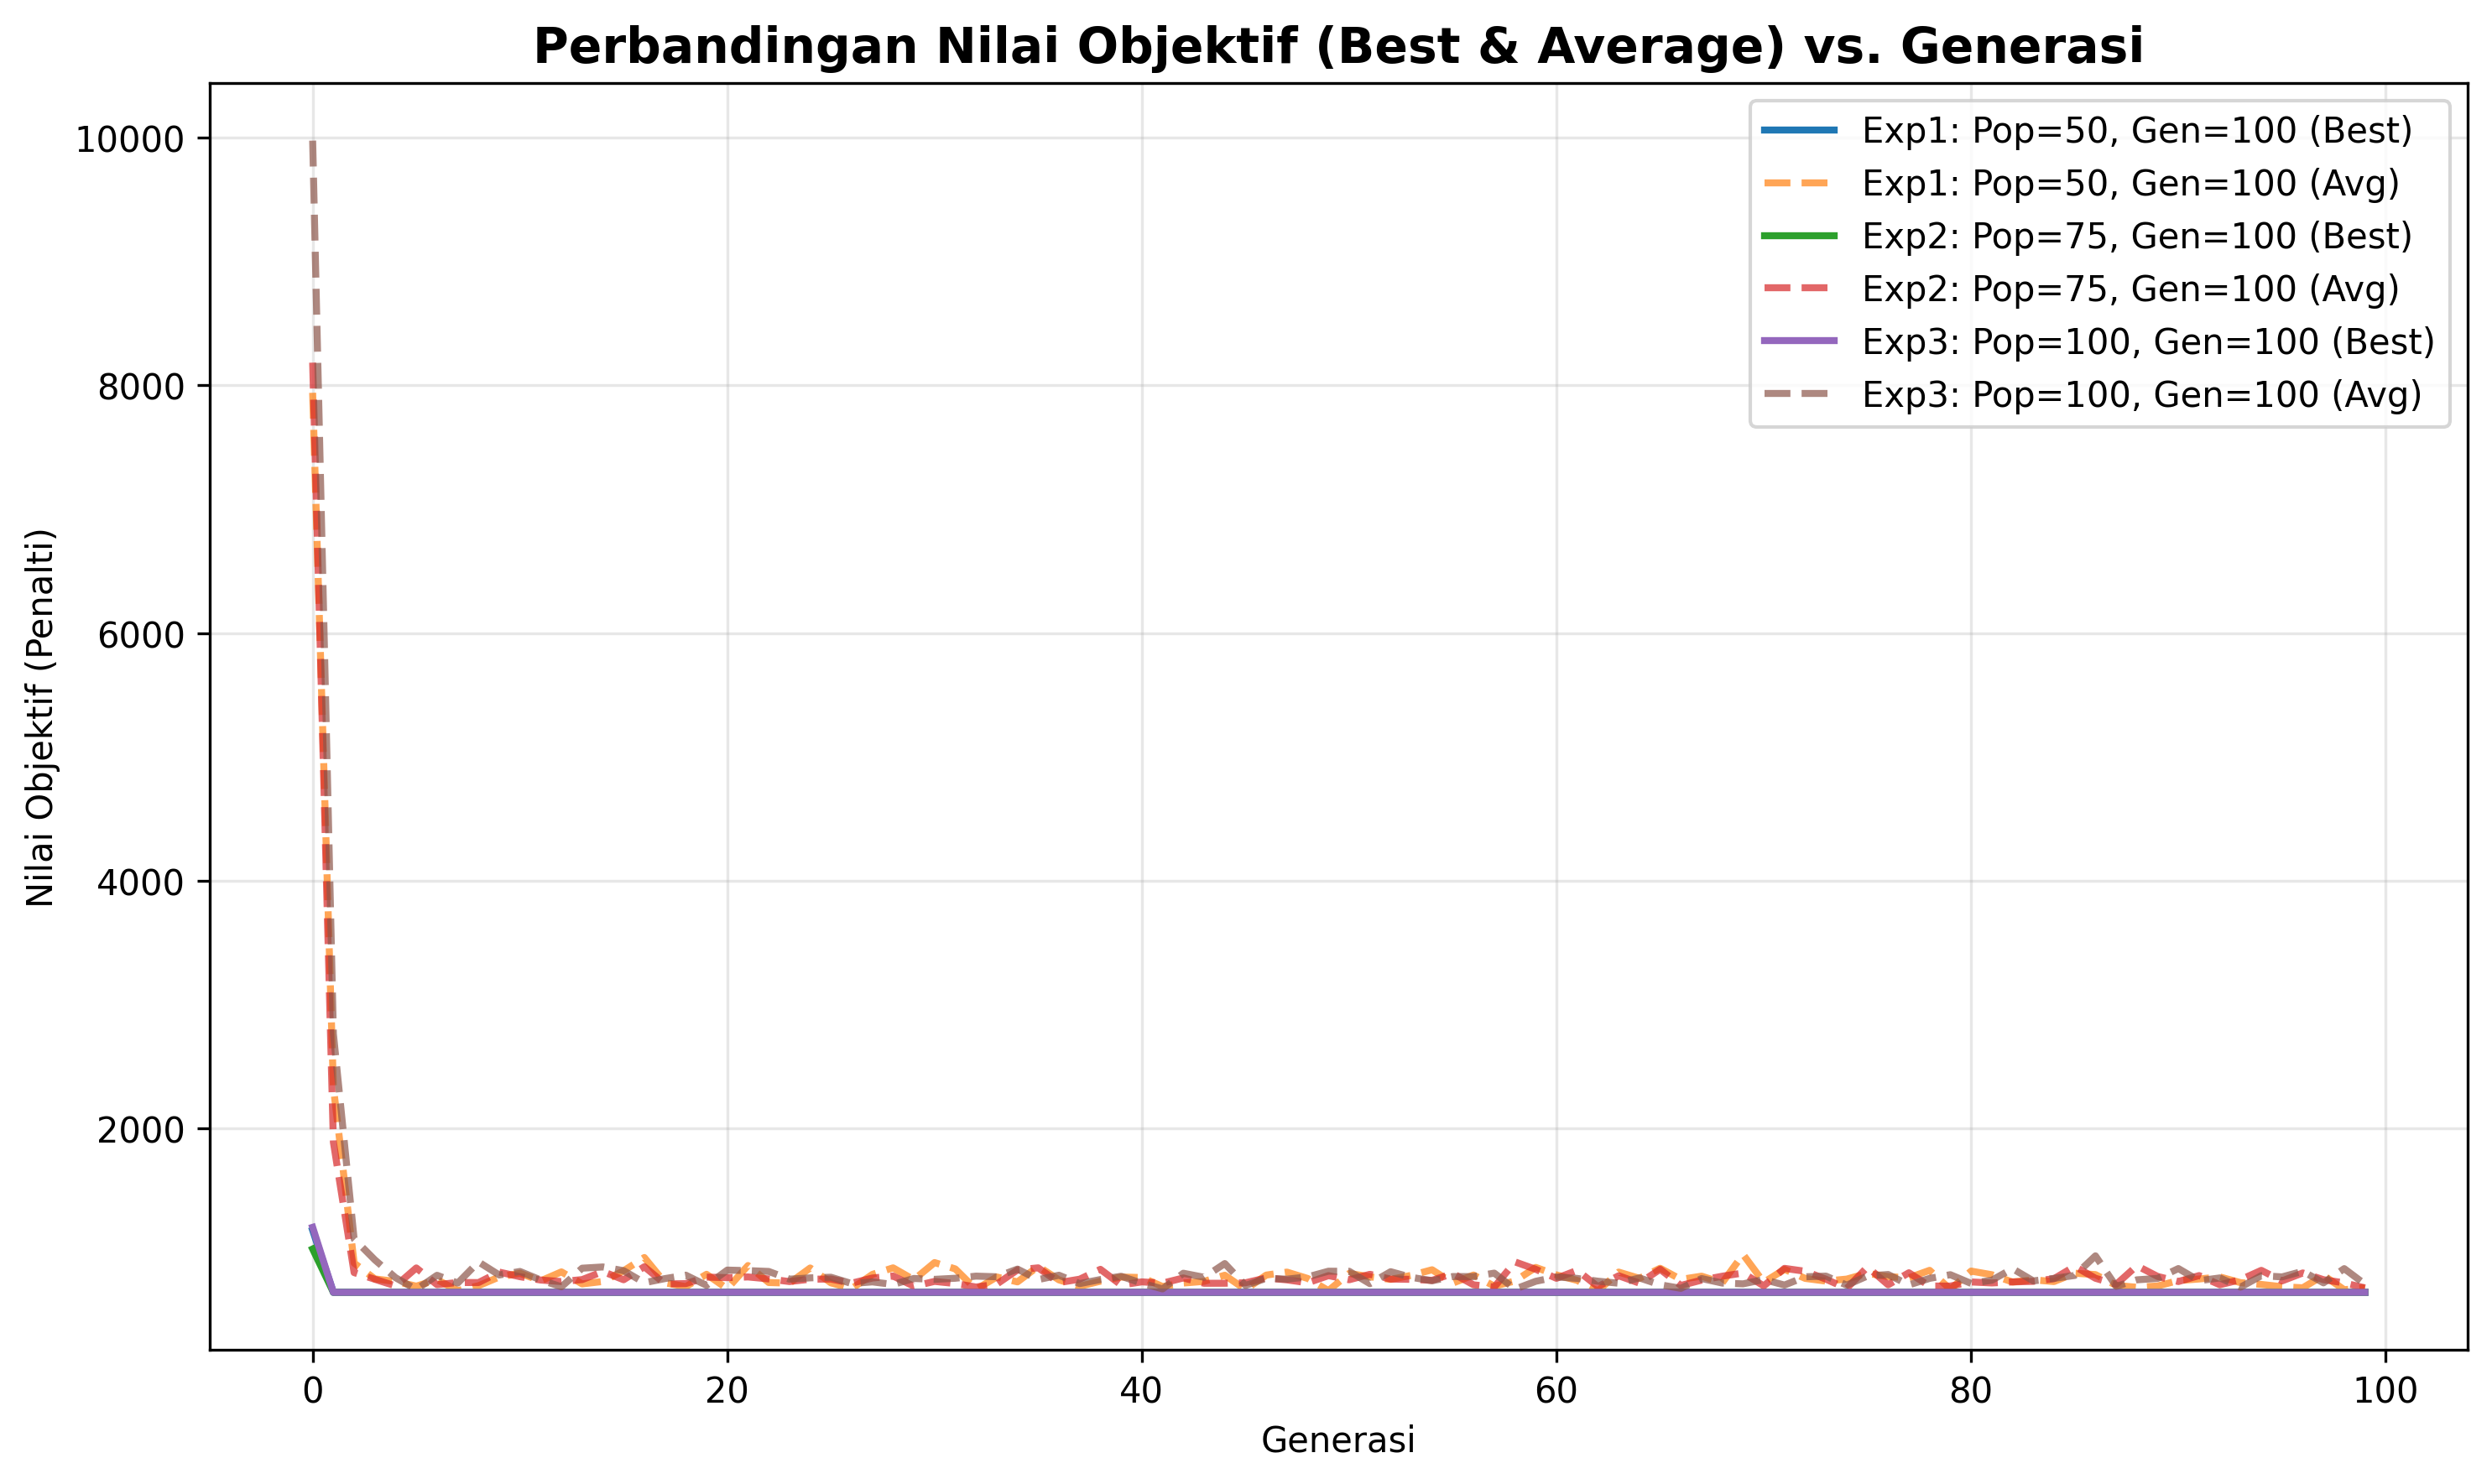 Perbandingan Nilai Objektif (Best & Average) vs. Generasi
Exp1: Pop=50, Gen=100 (Best)
Exp1: Pop=50, Gen=100 (Avg)
Exp2: Pop=75, Gen=100 (Best)
Exp2: Pop=75, Gen=100 (Avg)
Exp3: Pop=100, Gen=100 (Best)
Exp3: Pop=100, Gen=100 (Avg)
Nilai Objektif (Penalti)
10000
8000
6000
4000
2000
0 20 40 60 80 100
Generasi